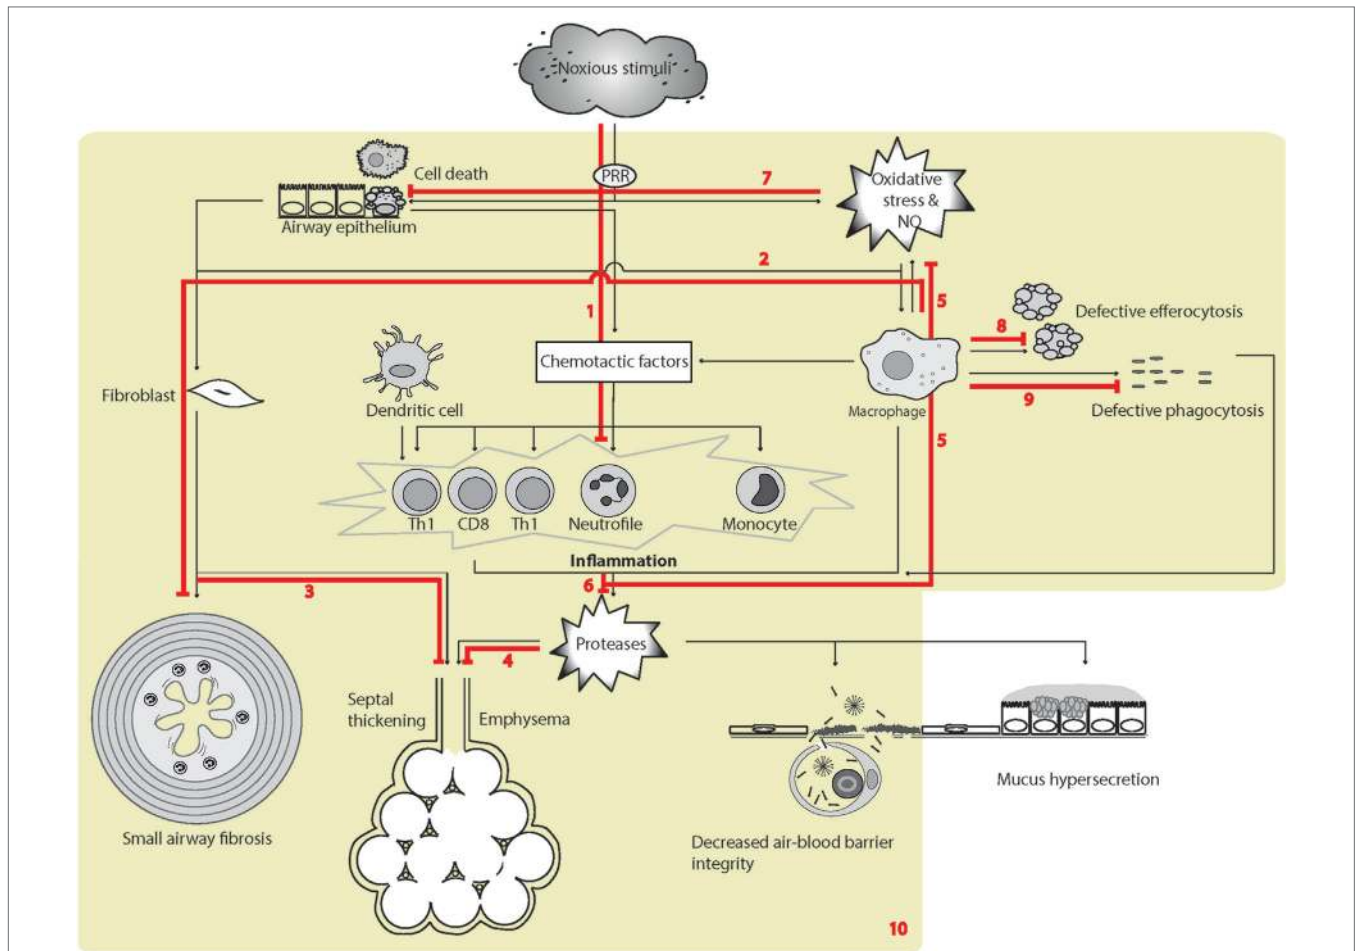 Noxious stimuli
PRR
Cell death
Airway epithelium
7
Oxidative
stress &
NO
2
1
5
8
Defective efferocytosis
Chemotactic factors
Dendritic cell
Fibroblast
Macrophage
9
Defective phagocytosis
5
Th1
CD8
Th1
Neutrofile
Monocyte
Inflammation
3
6
Proteases
4
Septal
thickening
Emphysema
Small airway fibrosis
Decreased air-blood barrier
integrity
Mucus hypersecretion
10